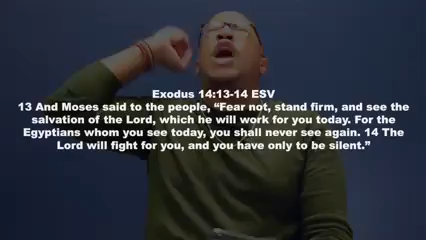 Exodus 14:13-14 ESV
13 And Moses said to the people, “Fear not, stand firm, and see the
salvation of the Lord, which he will work for you today. For the
Egyptians whom you see today, you shall never see again. 14 The
Lord will fight for you, and you have only to be silent.”